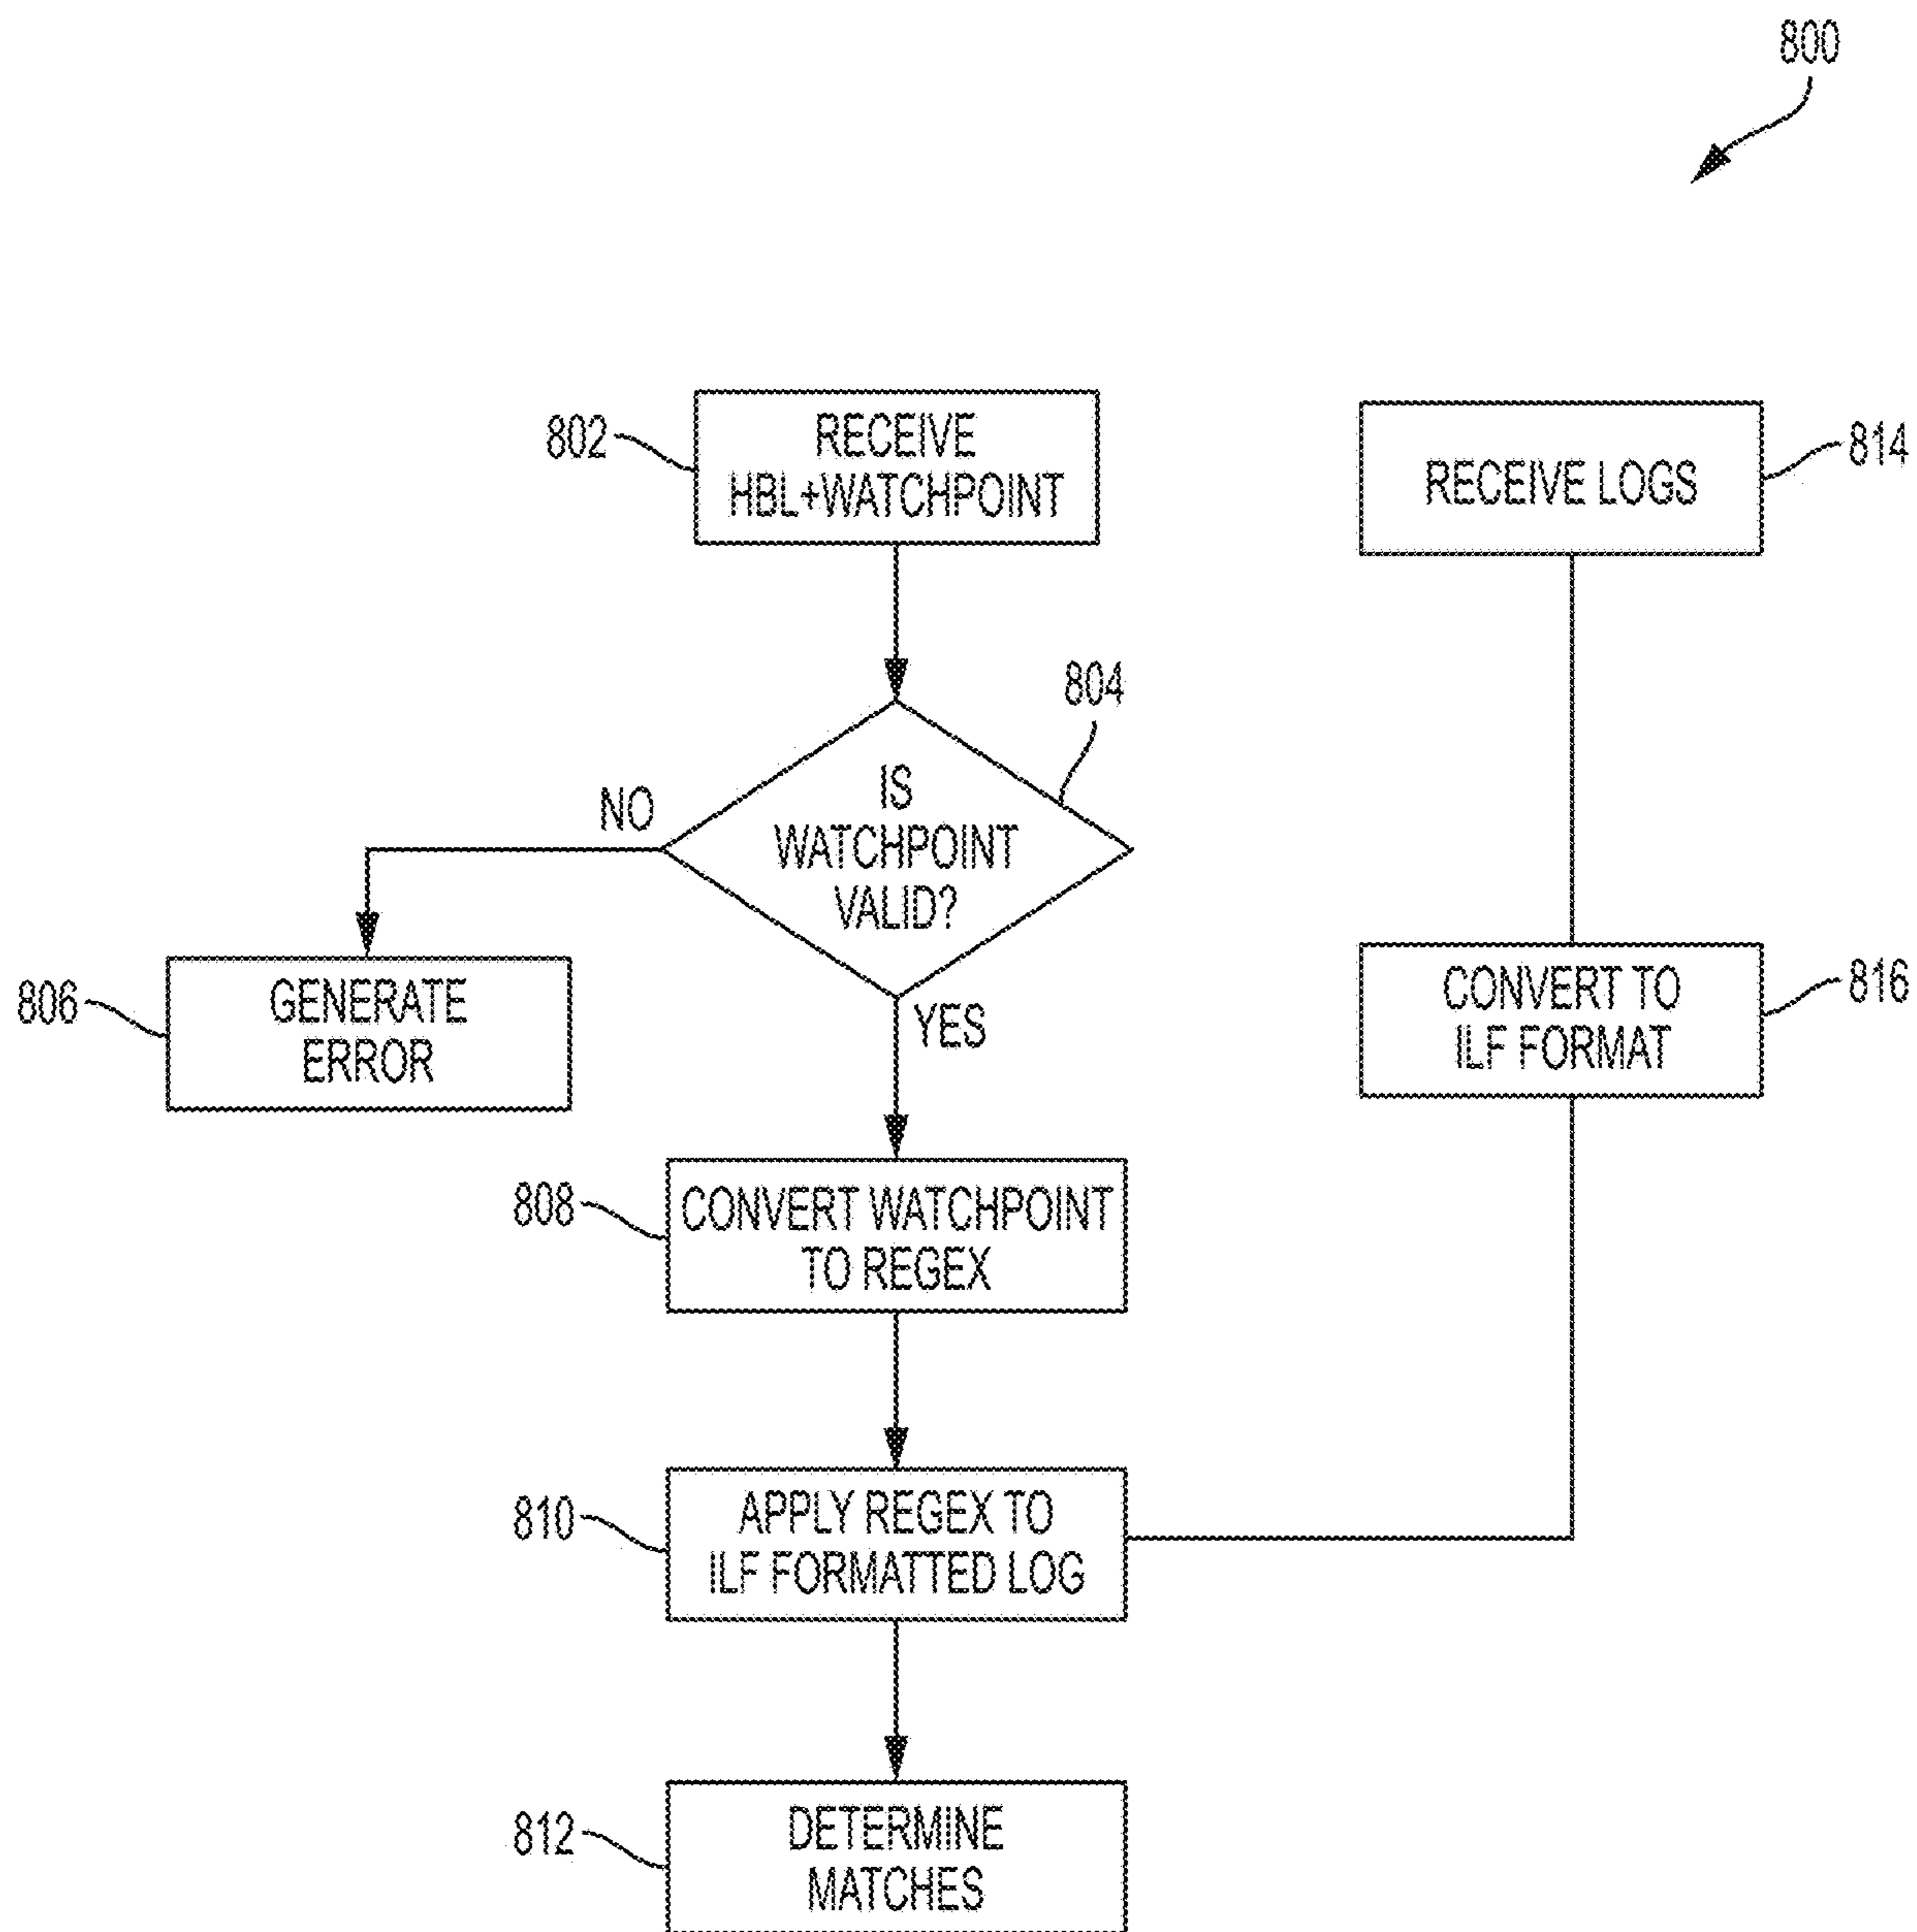 800
802
RECEIVE
HBL+WATCHPOINT
RECEIVE LOGS
814
804
IS
WATCHPOINT
VALID?
NO
YES
806
GENERATE
ERROR
CONVERT TO
ILF FORMAT
816
808
CONVERT WATCHPOINT
TO REGEX
810
APPLY REGEX TO
ILF FORMATTED LOG
812
DETERMINE
MATCHES